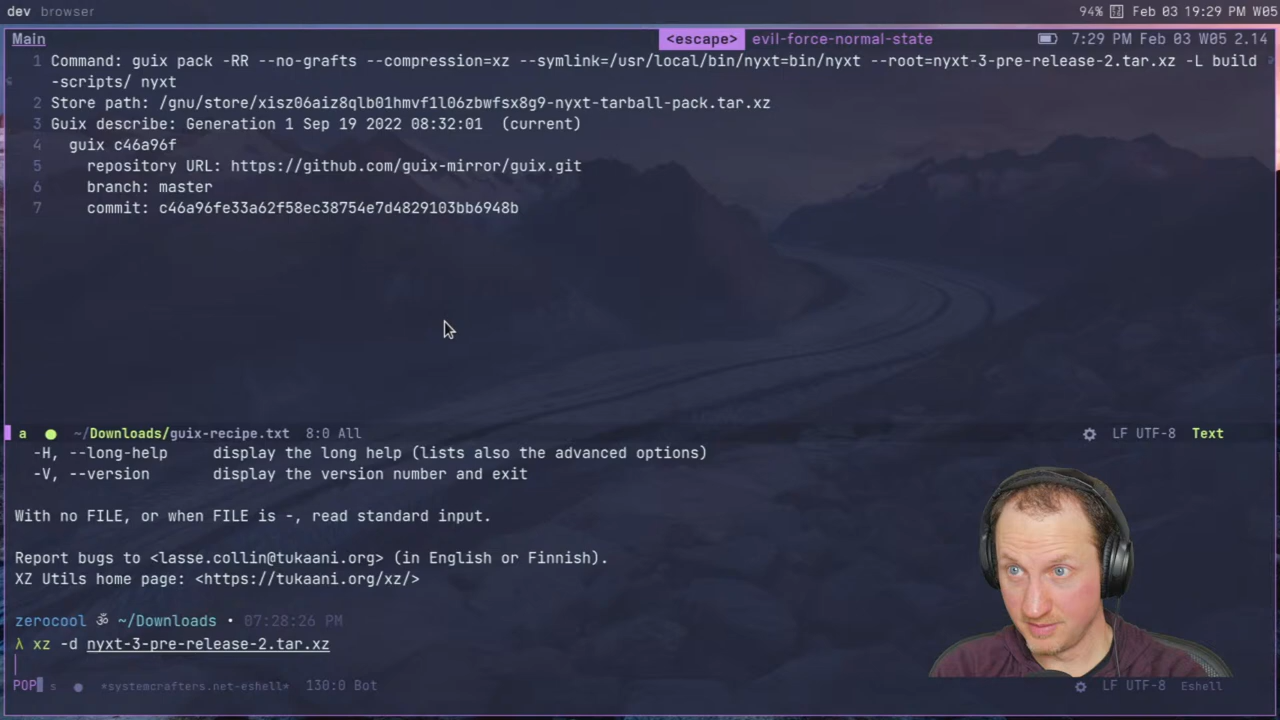 dev browser 94% Feb 03 19:29 PM W05
Main <escape> evil-force-normal-state 7:29 PM Feb 03 W05 2.14
1 Command: guix pack -RR --no-grafts --compression=xz --symlink=/usr/local/bin/nyxt=bin/nyxt --root=nyxt-3-pre-release-2.tar.xz -L build
-scripts/ nyxt
2 Store path: /gnu/store/xisz06aiz8qlb01hmvf1l06zbwfsx8g9-nyxt-tarball-pack.tar.xz
3 Guix describe: Generation 1 Sep 19 2022 08:32:01 (current)
4 guix c46a96f
5 repository URL: https://github.com/guix-mirror/guix.git
6 branch: master
7 commit: c46a96fe33a62f58ec38754e7d4829103bb6948b
a ~/Downloads/guix-recipe.txt 8:0 All LF UTF-8 Text
-H, --long-help display the long help (lists also the advanced options)
-V, --version display the version number and exit
With no FILE, or when FILE is -, read standard input.
Report bugs to <lasse.collin@tukaani.org> (in English or Finnish).
XZ Utils home page: <https://tukaani.org/xz/>
zerocool ॐ ~/Downloads • 07:28:26 PM
λ xz -d nyxt-3-pre-release-2.tar.xz
POP s *systemcrafters.net-eshell* 130:0 Bot LF UTF-8 Eshell